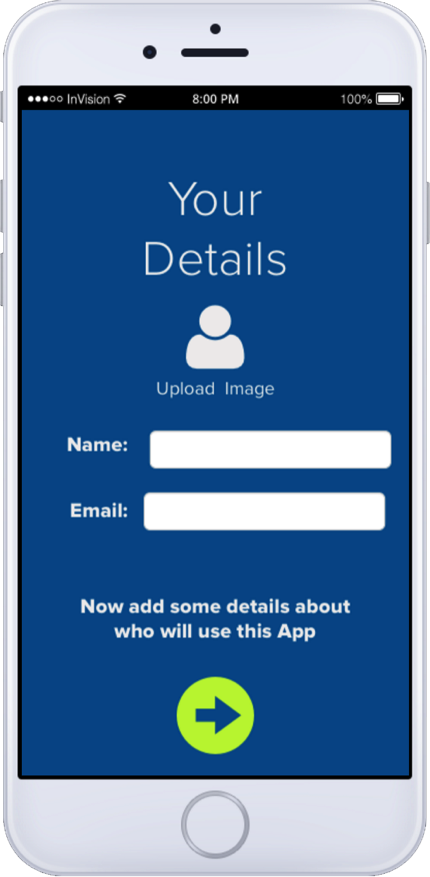 InVision 8:00 PM 100%
Your
Details
Upload Image
Name:
Email:
Now add some details about
who will use this App